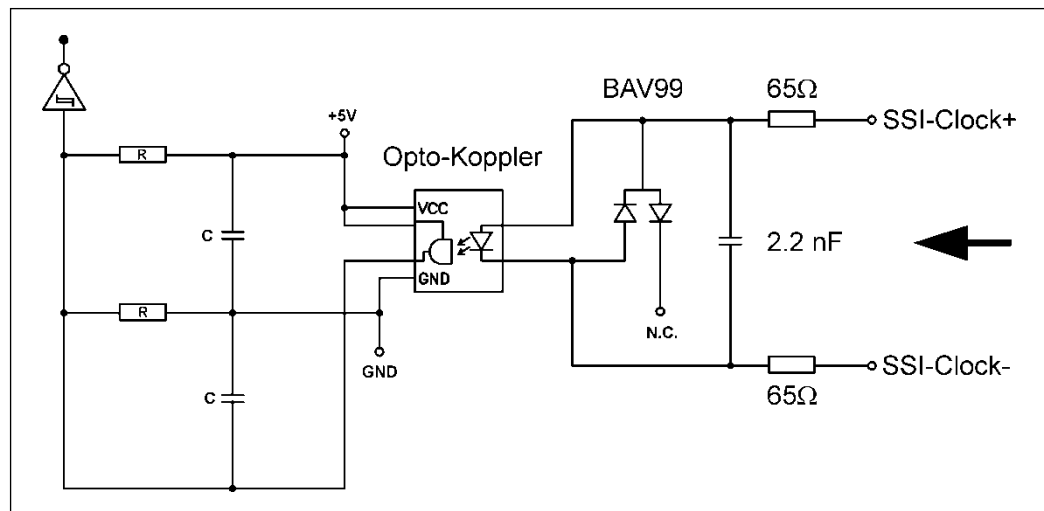 BAV99
65Ω
SSI-Clock+
+5V
Opto-Koppler
R
VCC
C
2.2 nF
GND
R
N.C.
GND
SSI-Clock-
65Ω
C